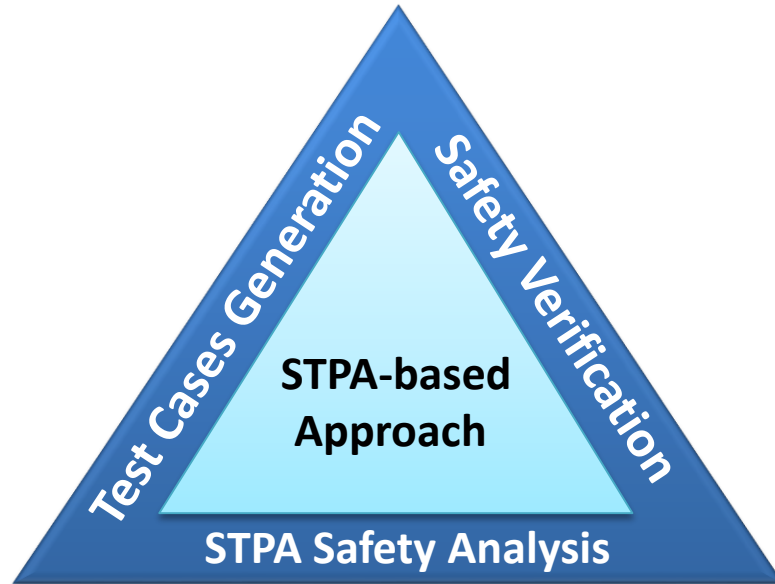 Test Cases Generation
Safety Verification
STPA-based
Approach
STPA Safety Analysis